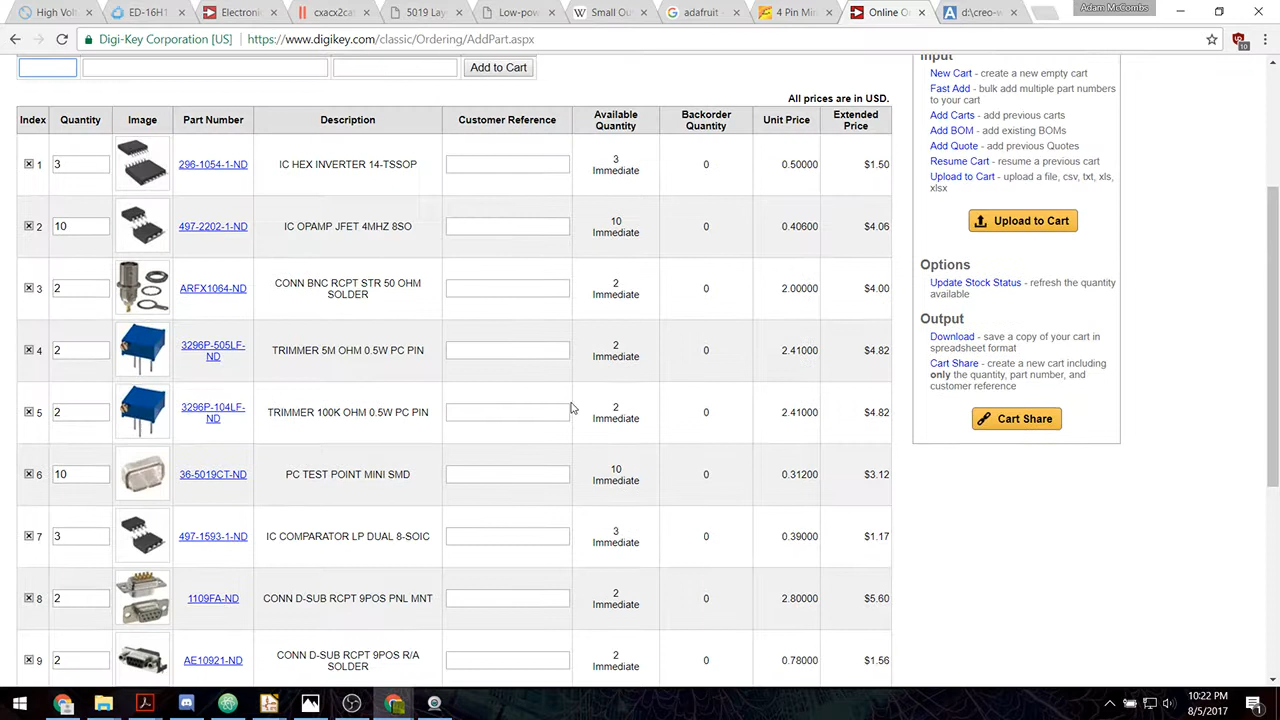 High Volt
ED-16H1
Electronic
cxacx2cal
5019 Lay
Low-pow
Small Ou
adafruit -
4 Pin Mir
Online O
d:\creo-w
Adam McCombs
Digi-Key Corporation [US]
https://www.digikey.com/classic/Ordering/AddPart.aspx
10
Add to Cart
All prices are in USD.
Index Quantity Image Part Number Description Customer Reference Available Quantity Backorder Quantity Unit Price Extended Price
1 3 296-1054-1-ND IC HEX INVERTER 14-TSSOP 3 Immediate 0 0.50000 $1.50
2 10 497-2202-1-ND IC OPAMP JFET 4MHZ 8SO 10 Immediate 0 0.40600 $4.06
3 2 ARFX1064-ND CONN BNC RCPT STR 50 OHM SOLDER 2 Immediate 0 2.00000 $4.00
4 2 3296P-505LF-ND TRIMMER 5M OHM 0.5W PC PIN 2 Immediate 0 2.41000 $4.82
5 2 3296P-104LF-ND TRIMMER 100K OHM 0.5W PC PIN 2 Immediate 0 2.41000 $4.82
6 10 36-5019CT-ND PC TEST POINT MINI SMD 10 Immediate 0 0.31200 $3.12
7 3 497-1593-1-ND IC COMPARATOR LP DUAL 8-SOIC 3 Immediate 0 0.39000 $1.17
8 2 1109FA-ND CONN D-SUB RCPT 9POS PNL MNT 2 Immediate 0 2.80000 $5.60
9 2 AE10921-ND CONN D-SUB RCPT 9POS R/A SOLDER 2 Immediate 0 0.78000 $1.56
Input
New Cart - create a new empty cart
Fast Add - bulk add multiple part numbers
to your cart
Add Carts - add previous carts
Add BOM - add existing BOMs
Add Quote - add previous Quotes
Resume Cart - resume a previous cart
Upload to Cart - upload a file, csv, txt, xls,
xlsx
Upload to Cart
Options
Update Stock Status - refresh the quantity
available
Output
Download - save a copy of your cart in
spreadsheet format
Cart Share - create a new cart including
only the quantity, part number, and
customer reference
Cart Share
10:22 PM
8/5/2017
1